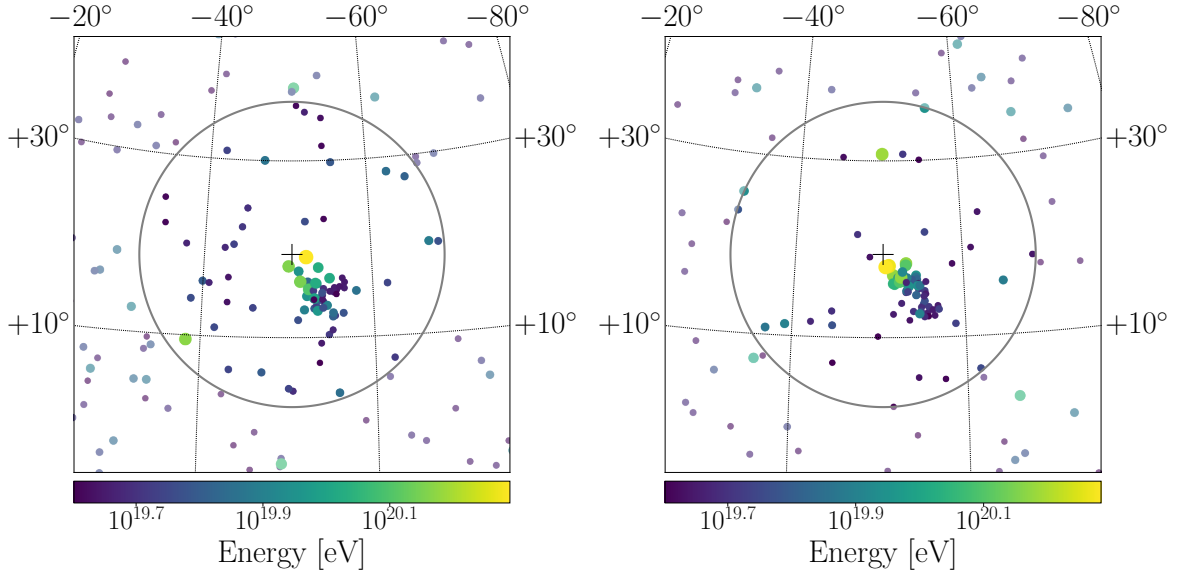 −20° −40° −60° −80° −20° −40° −60° −80°
+30° +30° +30° +30°
+10° +10° +10° +10°
10^19.7 10^19.9 10^20.1 10^19.7 10^19.9 10^20.1
Energy [eV] Energy [eV]